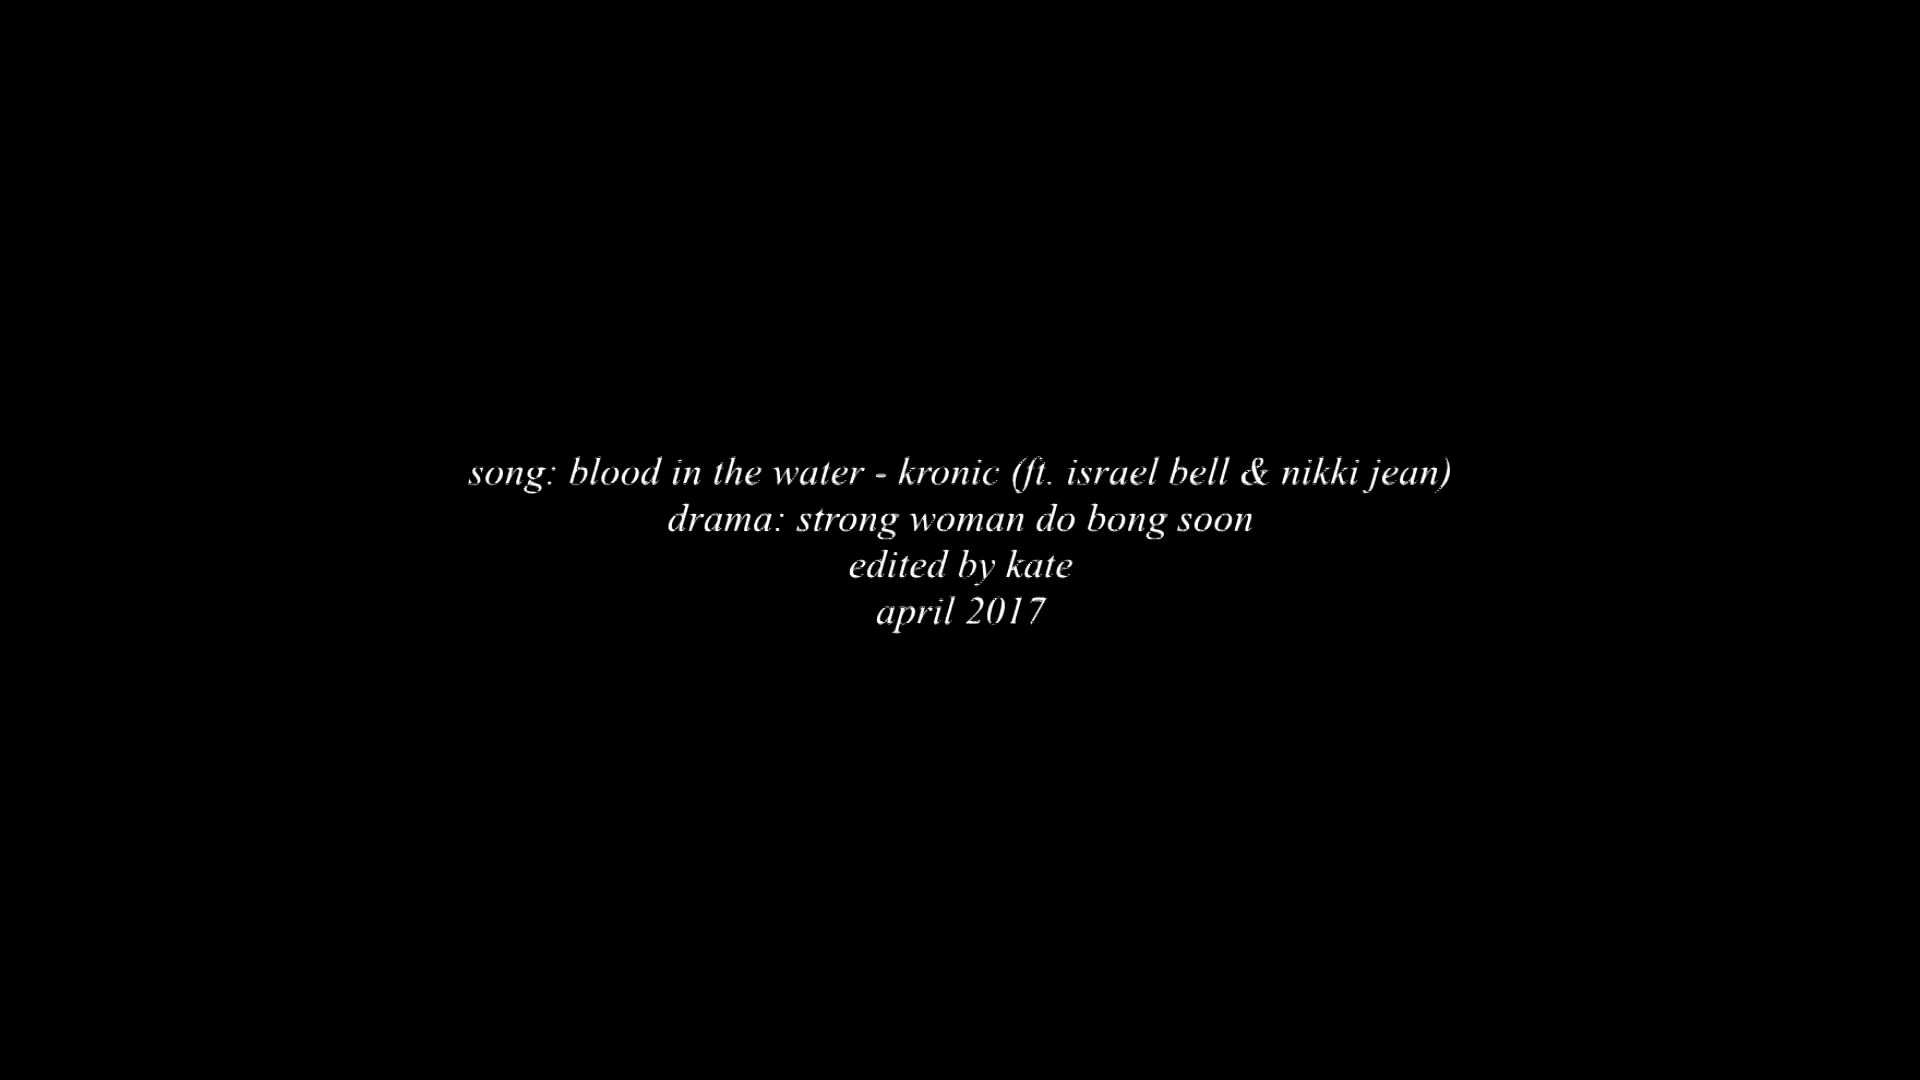 song: blood in the water - kronic (ft. israel bell & nikki jean)
drama: strong woman do bong soon
edited by kate
april 2017